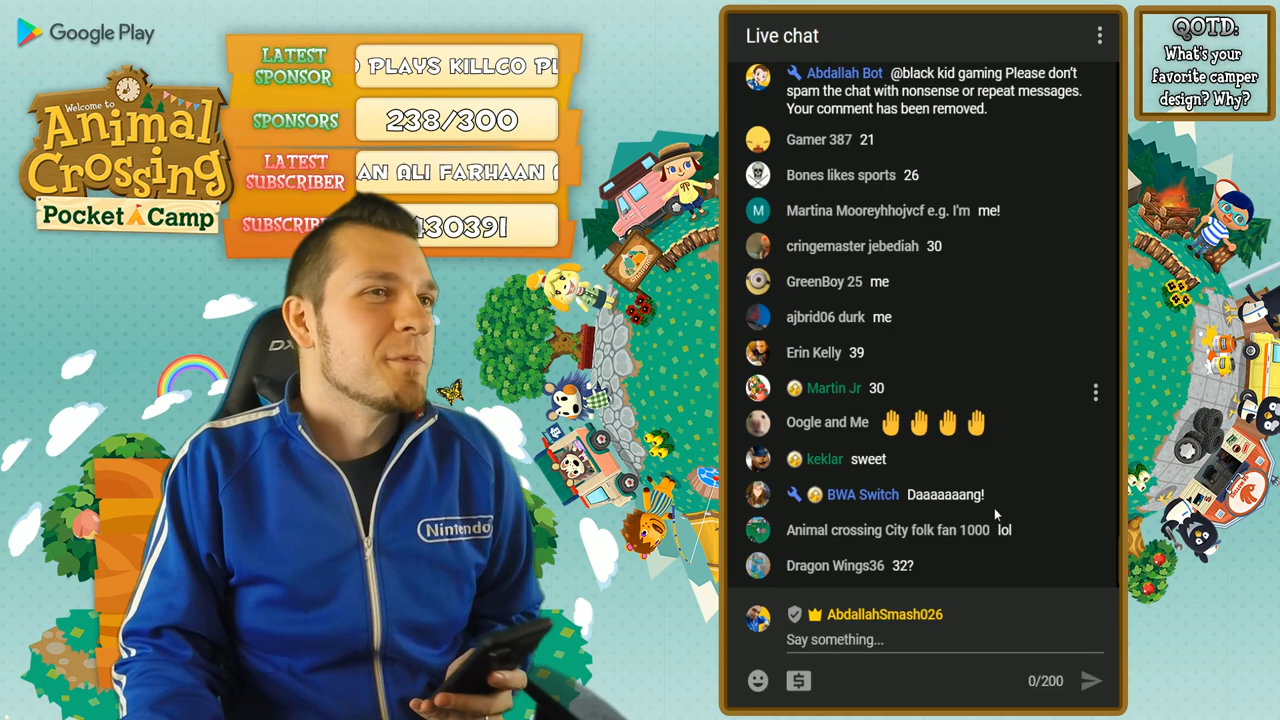 Google Play
Welcome to
Animal
Crossing
Pocket Camp
LATEST
SPONSOR
PLAYS KILLCO PL
SPONSORS
238/300
LATEST
SUBSCRIBER
AN ALI FARHAAN
SUBSCRIB
430391
DX
Nintendo
Live chat
Abdallah Bot @black kid gaming Please don't
spam the chat with nonsense or repeat messages.
Your comment has been removed.
Gamer 387 21
Bones likes sports 26
M Martina Mooreyhhojvcf e.g. I'm me!
cringemaster jebediah 30
GreenBoy 25 me
ajbrid06 durk me
Erin Kelly 39
Martin Jr 30
Oogle and Me 🤚 🤚 🤚 🤚
keklar sweet
BWA Switch Daaaaaaang!
Animal crossing City folk fan 1000 lol
Dragon Wings36 32?
AbdallahSmash026
Say something...
0/200
QOTD:
What's your
favorite camper
design? Why?